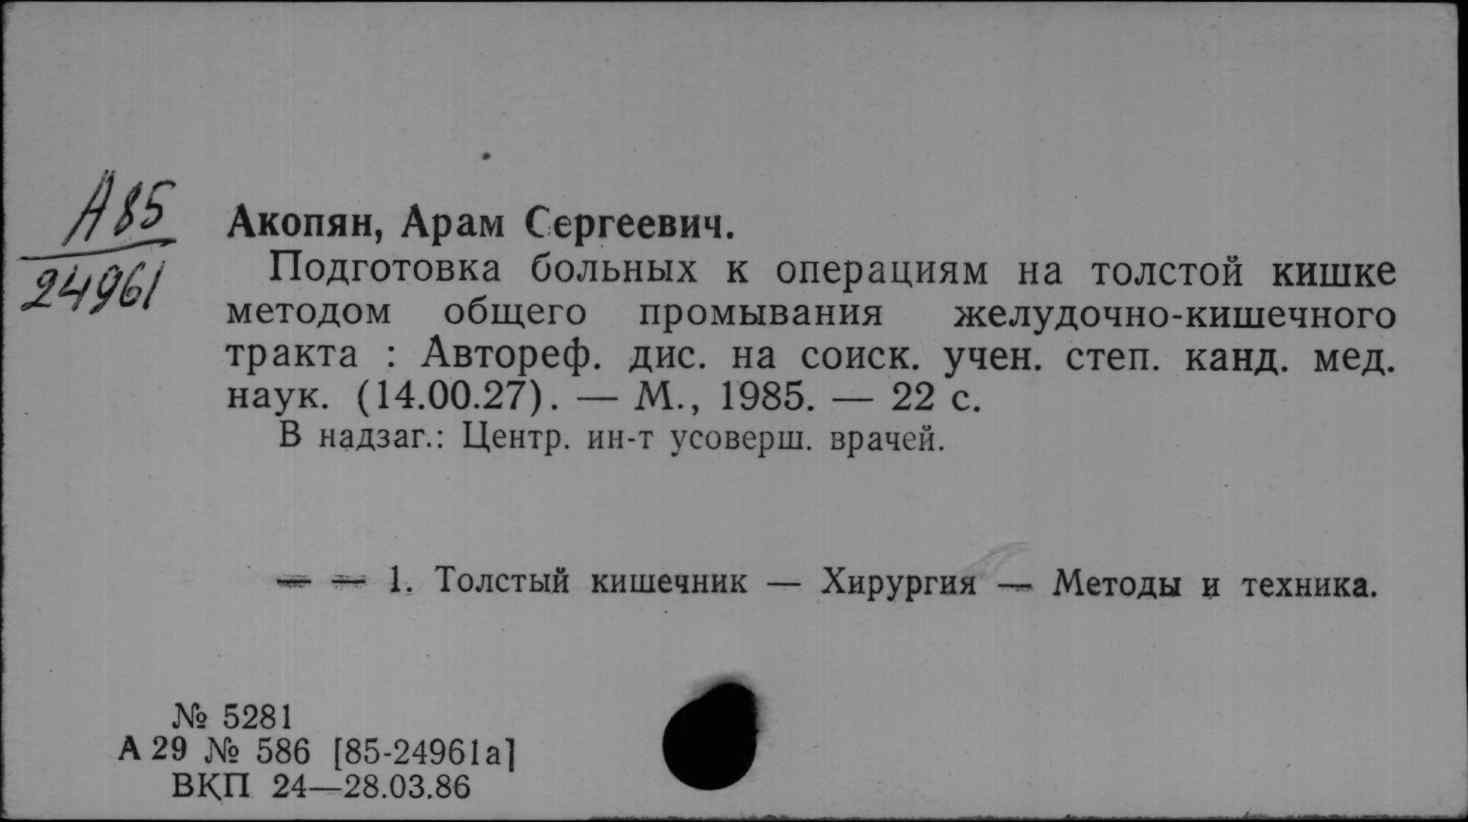 А85
24961
Акопян, Арам Сергеевич.
Подготовка больных к операциям на толстой кишке
методом общего промывания желудочно-кишечного
тракта : Автореф. дис. на соиск. учен. степ. канд. мед.
наук. (14.00.27). — М., 1985. — 22 с.
В надзаг.: Центр. ин-т усоверш. врачей.
— — 1. Толстый кишечник — Хирургия — Методы и техника.
№ 5281
А 29 № 586 [85-24961а]
ВКП 24—28.03.86